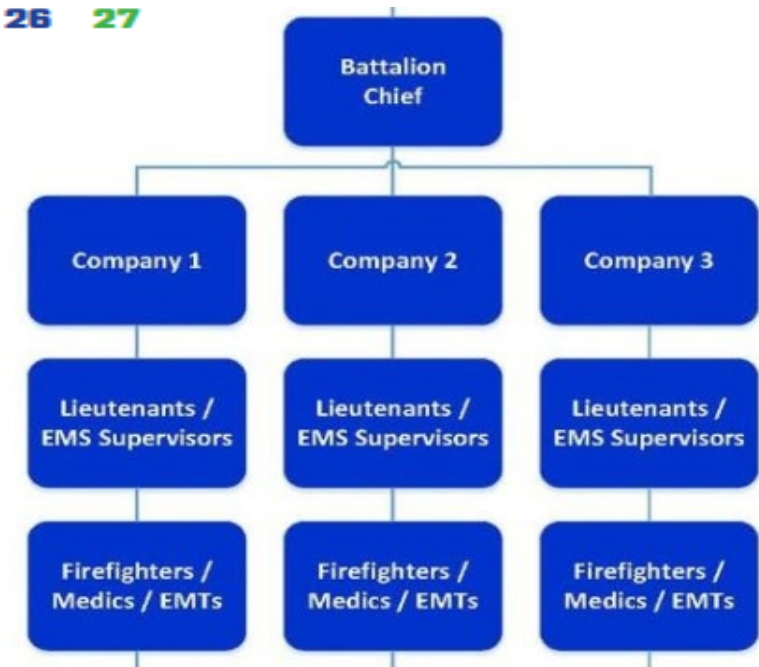 26 27
Battalion
Chief
Company 1
Company 2
Company 3
Lieutenants /
EMS Supervisors
Lieutenants /
EMS Supervisors
Lieutenants /
EMS Supervisors
Firefighters /
Medics / EMTs
Firefighters /
Medics / EMTs
Firefighters /
Medics / EMTs